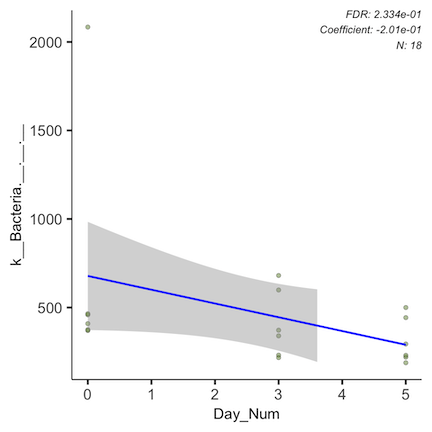 FDR: 2.334e-01
Coefficient: -2.01e-01
N: 18
2000
1500
1000
500
k__Bacteria.__.__.__
0 1 2 3 4 5
Day_Num